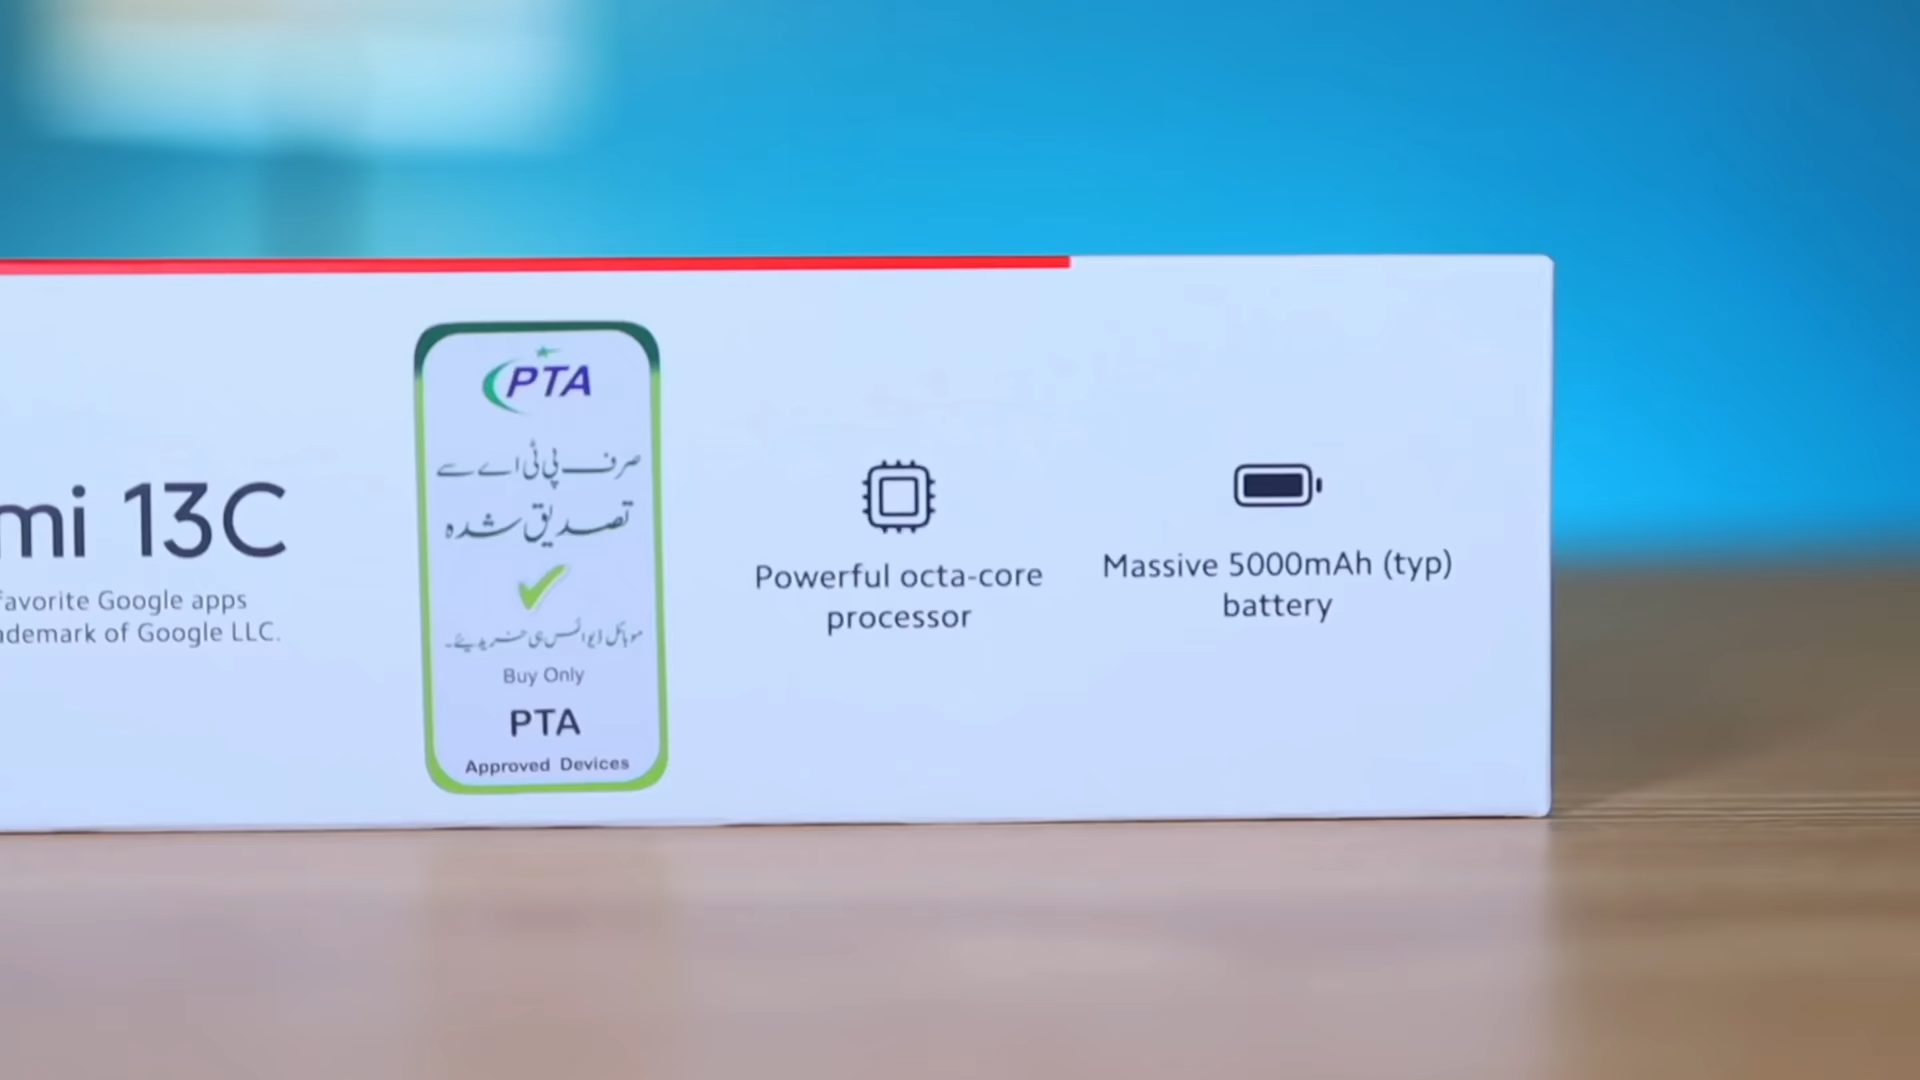 mi 13C
favorite Google apps
ademark of Google LLC.
PTA
صرف پی ٹی اے سے
تصدیق شدہ
موبائل ڈیوائس ہی خریدیئے۔
Buy Only
PTA
Approved Devices
Powerful octa-core
processor
Massive 5000mAh (typ)
battery